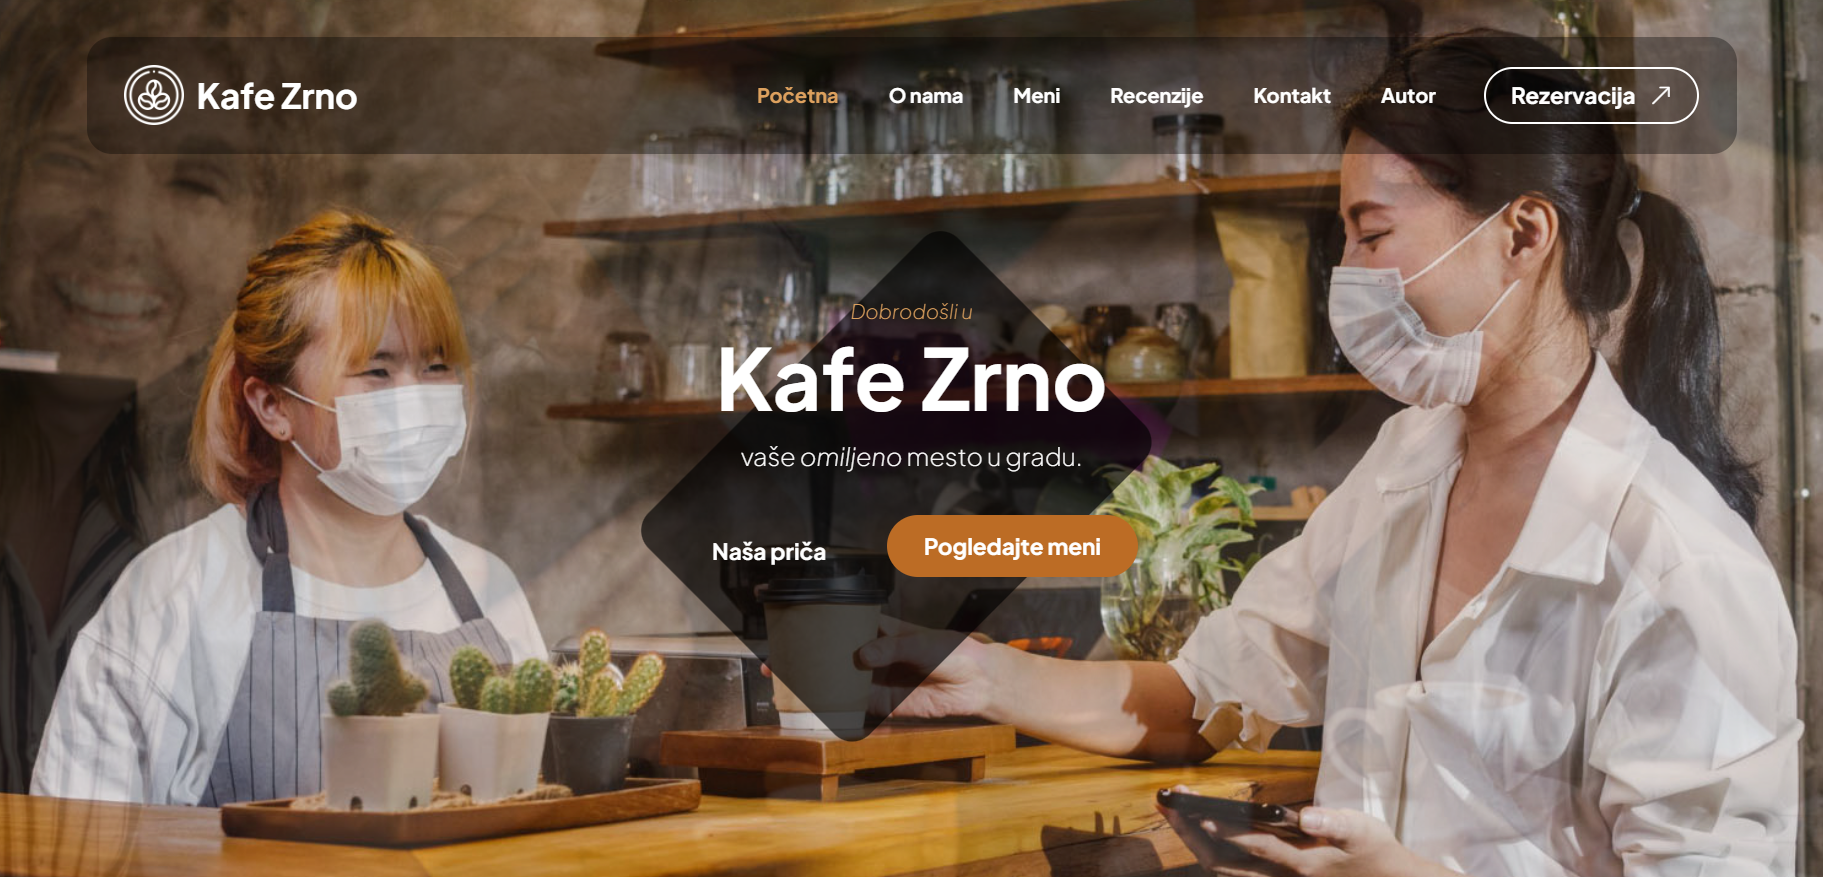 Kafe Zrno
Početna O nama Meni Recenzije Kontakt Autor Rezervacija
Dobrodošli u
Kafe Zrno
vaše omiljeno mesto u gradu.
Naša priča Pogledajte meni